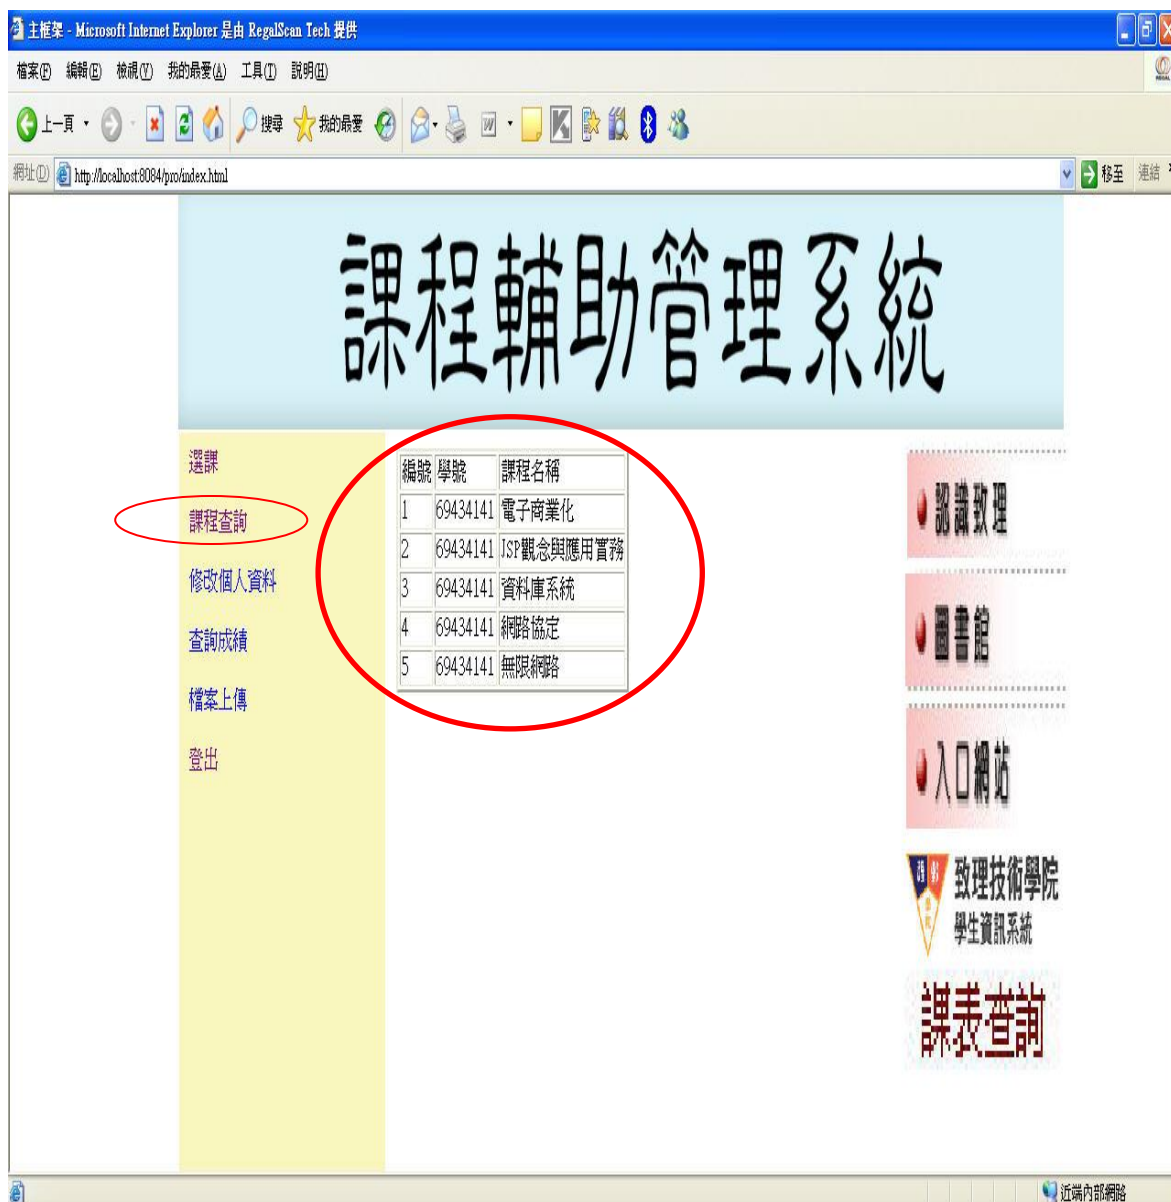 主框架 - Microsoft Internet Explorer 是由 RegalScan Tech 提供
檔案(F) 編輯(E) 檢視(V) 我的最愛(A) 工具(T) 說明(H)
上一頁 搜尋 我的最愛
網址(D) http://localhost:8084/pro/index.html 移至 連結
課程輔助管理系統
選課
課程查詢
修改個人資料
查詢成績
檔案上傳
登出
編號 學號 課程名稱
1 69434141 電子商業化
2 69434141 JSP觀念與應用實務
3 69434141 資料庫系統
4 69434141 網路協定
5 69434141 無限網路
認識致理
圖書館
入口網站
致理技術學院
學生資訊系統
課表查詢
近端內部網路